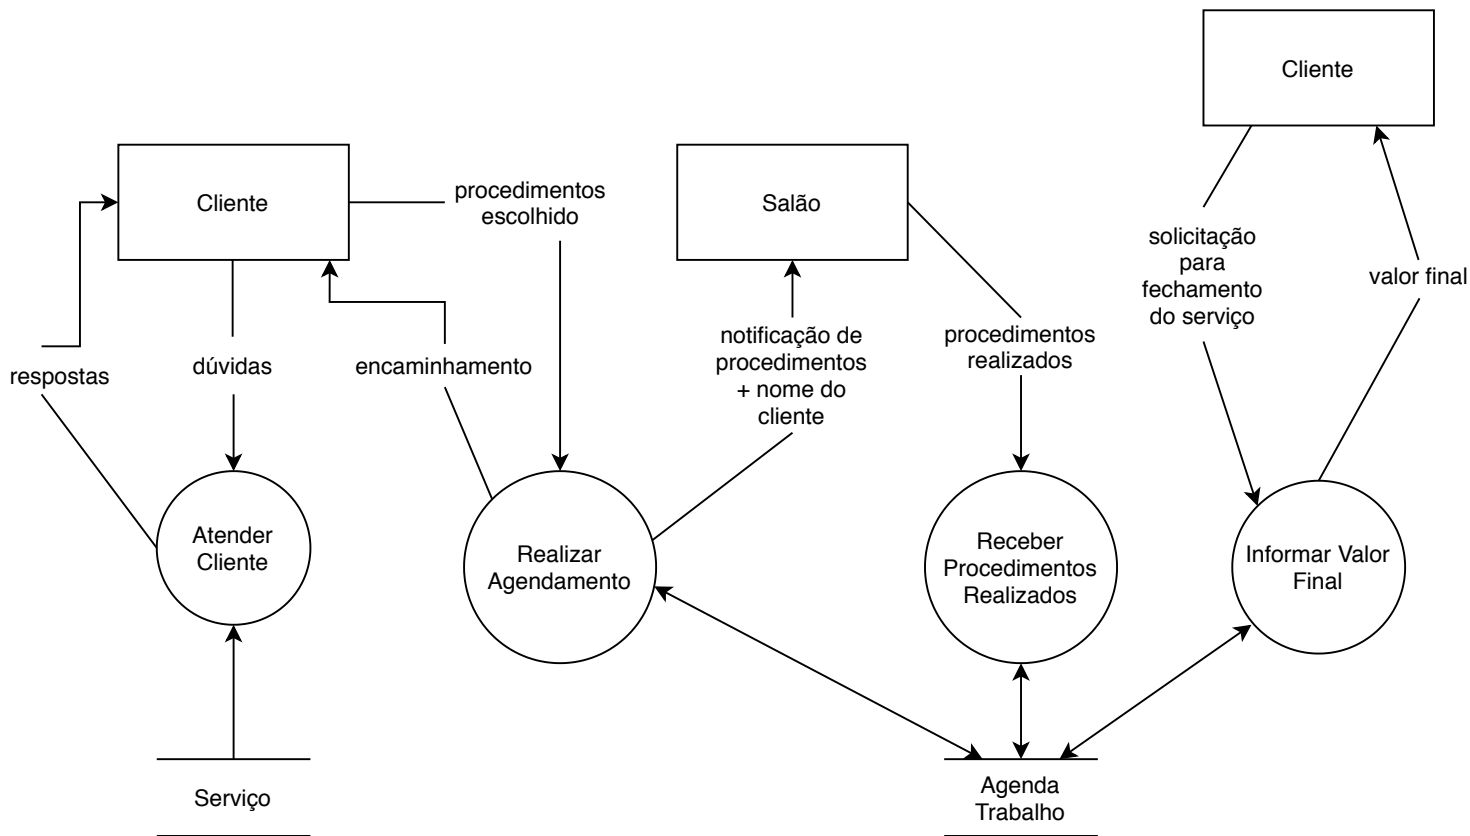 Cliente
Cliente
procedimentos
escolhido
Salão
solicitação
para
fechamento
do serviço
valor final
respostas
dúvidas
encaminhamento
notificação de
procedimentos
+ nome do
cliente
procedimentos
realizados
Atender
Cliente
Realizar
Agendamento
Receber
Procedimentos
Realizados
Informar Valor
Final
Serviço
Agenda
Trabalho